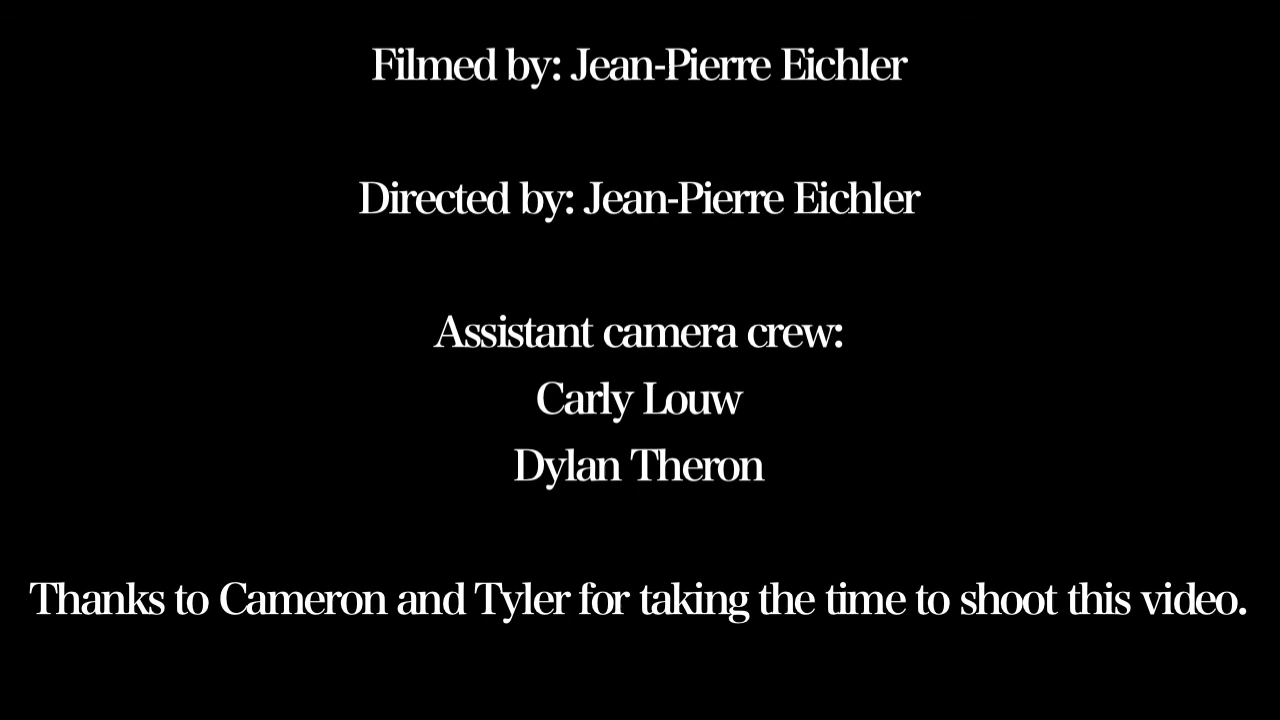 Filmed by: Jean-Pierre Eichler
Directed by: Jean-Pierre Eichler
Assistant camera crew:
Carly Louw
Dylan Theron
Thanks to Cameron and Tyler for taking the time to shoot this video.